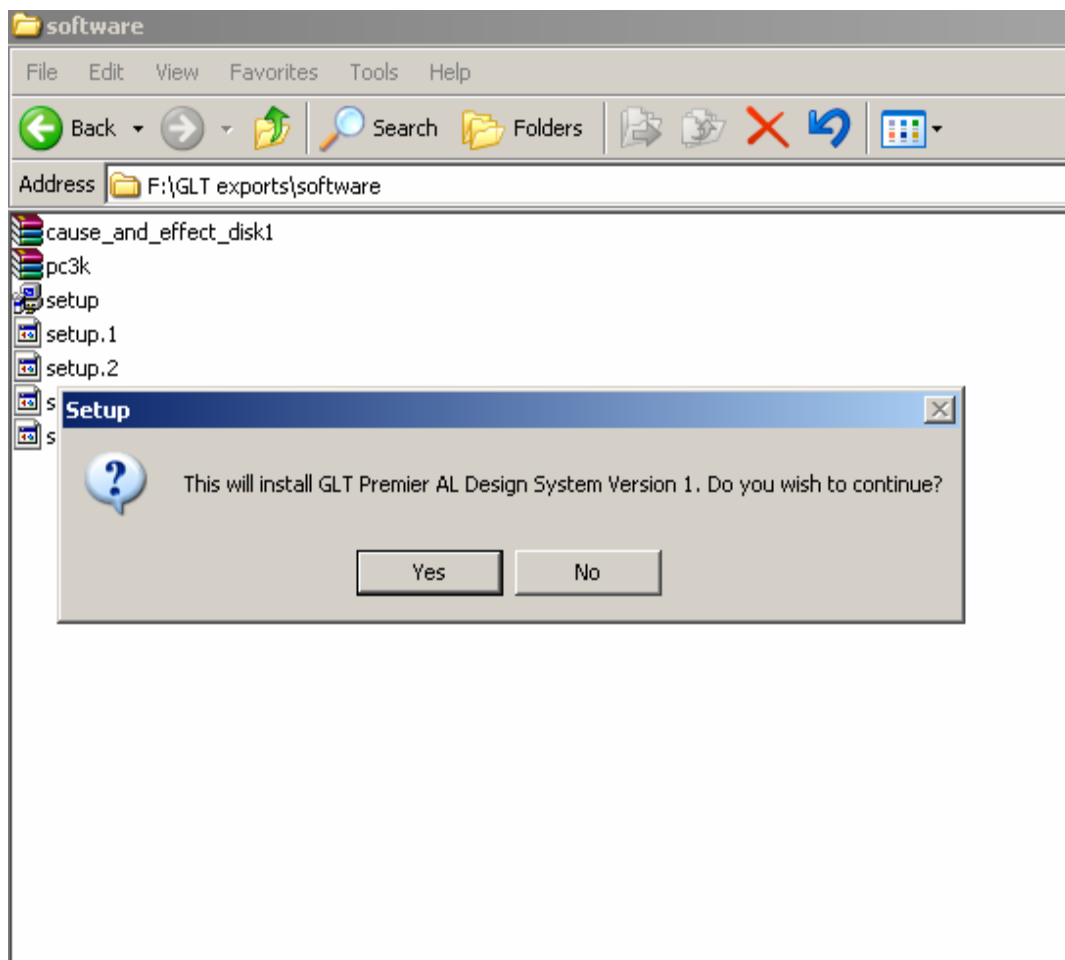 software
File Edit View Favorites Tools Help
Back Search Folders
Address F:\GLT exports\software
cause_and_effect_disk1
pc3k
setup
setup.1
setup.2
s
s
Setup
This will install GLT Premier AL Design System Version 1. Do you wish to continue?
Yes No